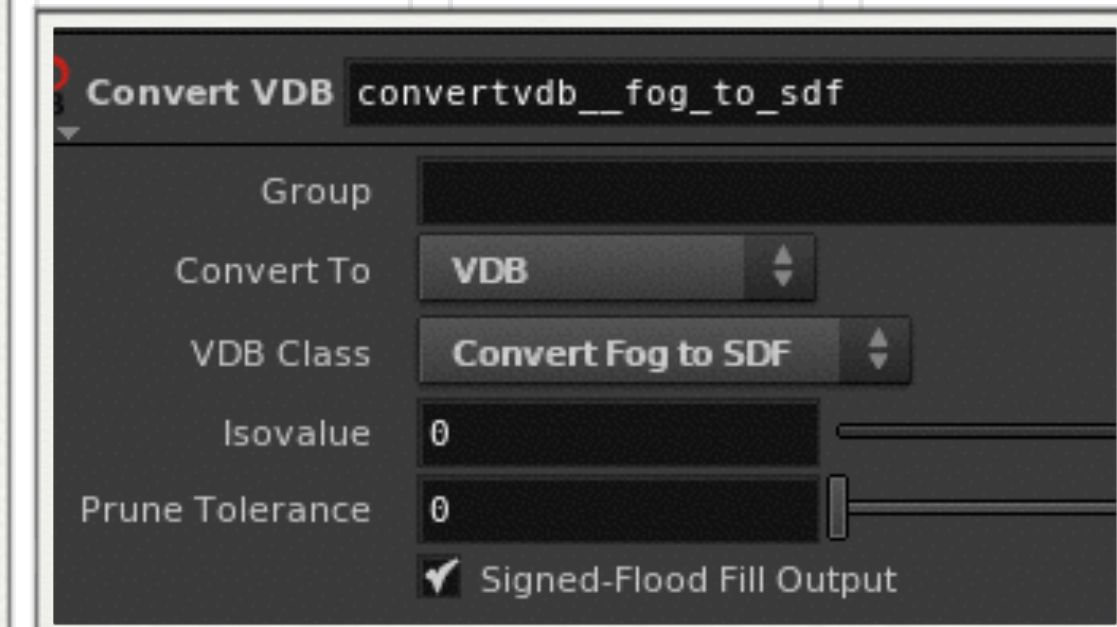 Convert VDB convertvdb__fog_to_sdf
Group
Convert To VDB
VDB Class Convert Fog to SDF
Isovalue 0
Prune Tolerance 0
Signed-Flood Fill Output